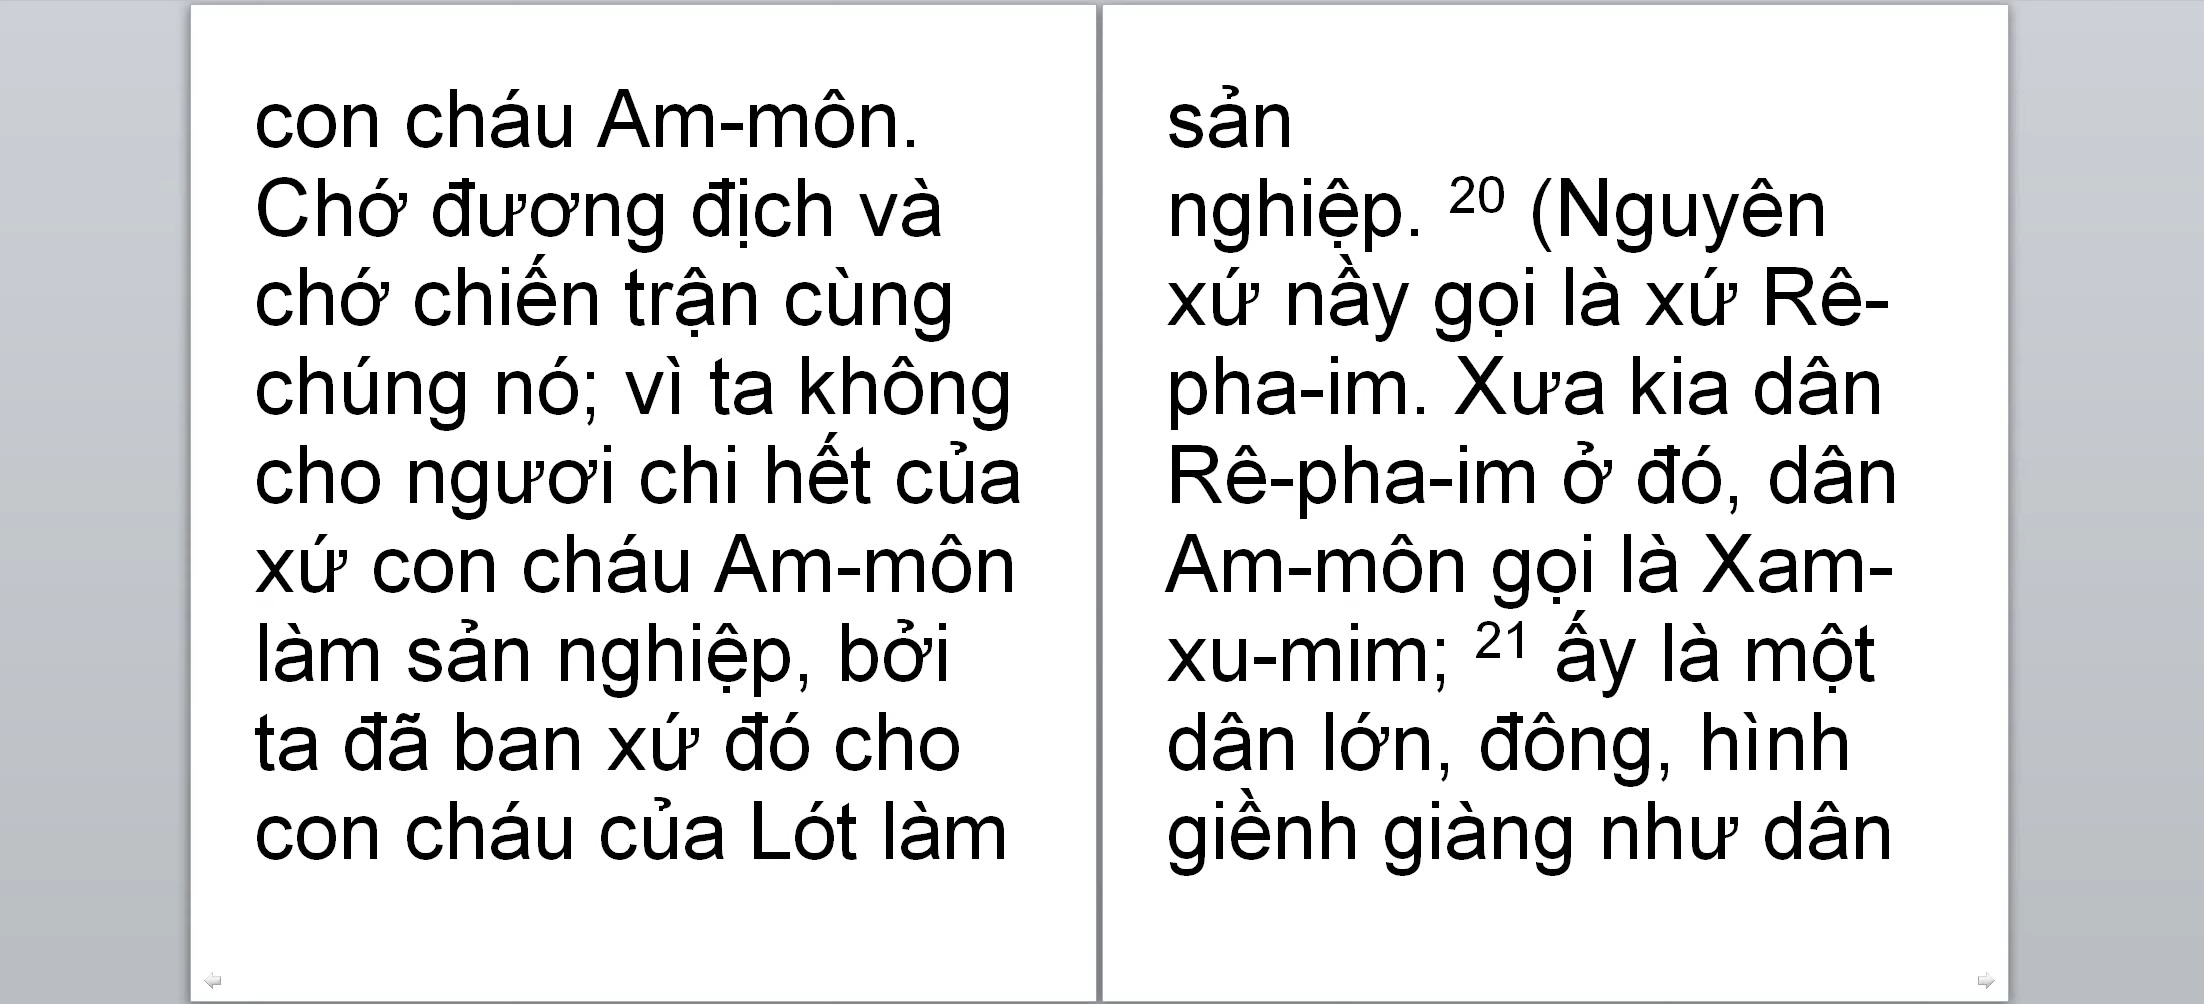 con cháu Am-môn.
Chớ đương địch và
chớ chiến trận cùng
chúng nó; vì ta không
cho ngươi chi hết của
xứ con cháu Am-môn
làm sản nghiệp, bởi
ta đã ban xứ đó cho
con cháu của Lót làm
sản
nghiệp. 20 (Nguyên
xứ nầy gọi là xứ Rê-
pha-im. Xưa kia dân
Rê-pha-im ở đó, dân
Am-môn gọi là Xam-
xu-mim; 21 ấy là một
dân lớn, đông, hình
giềnh giàng như dân